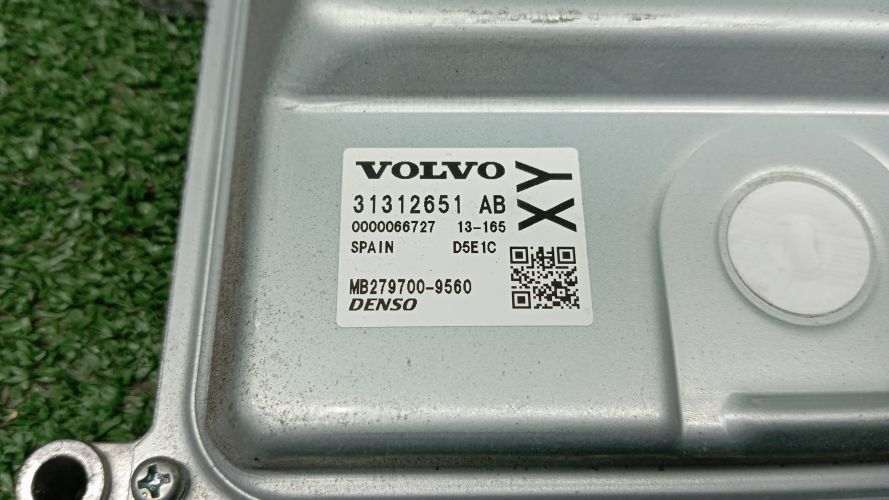 VOLVO
XY
31312651 AB
0000066727 13-165
SPAIN D5E1C
MB279700-9560
DENSO